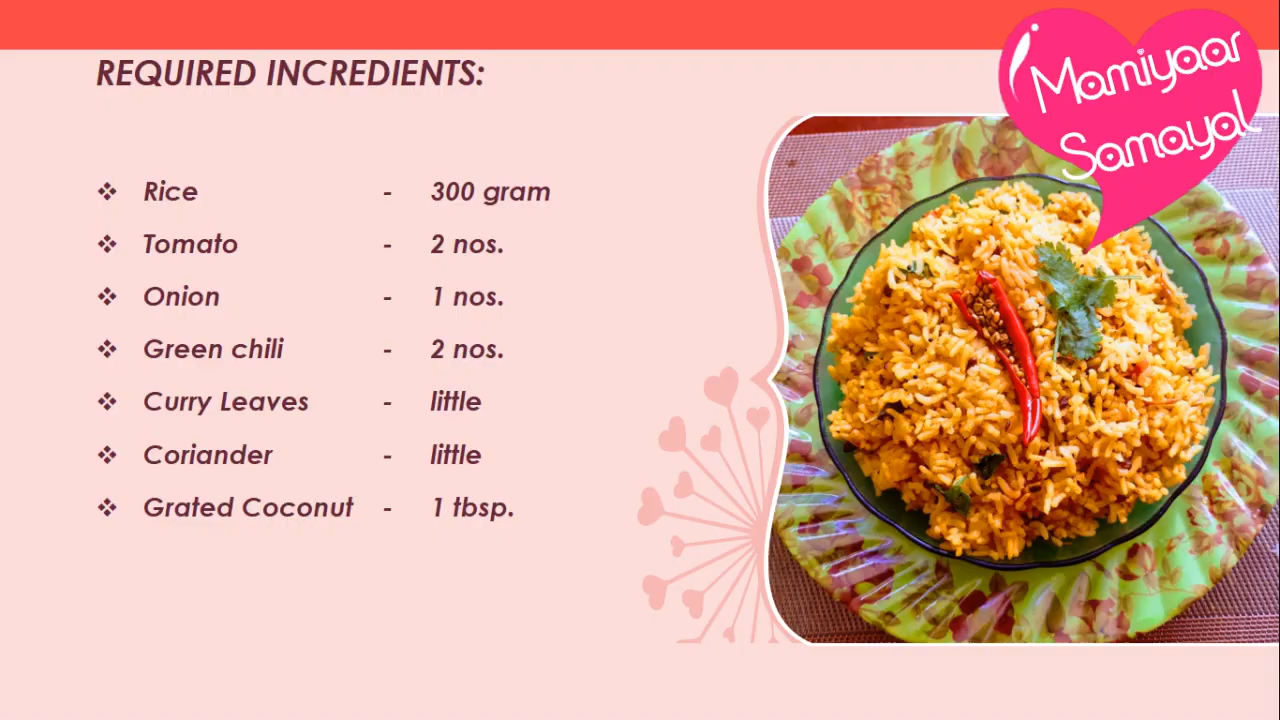 REQUIRED INCREDIENTS:
Mamiyaar
Samayal
❖ Rice - 300 gram
❖ Tomato - 2 nos.
❖ Onion - 1 nos.
❖ Green chili - 2 nos.
❖ Curry Leaves - little
❖ Coriander - little
❖ Grated Coconut - 1 tbsp.